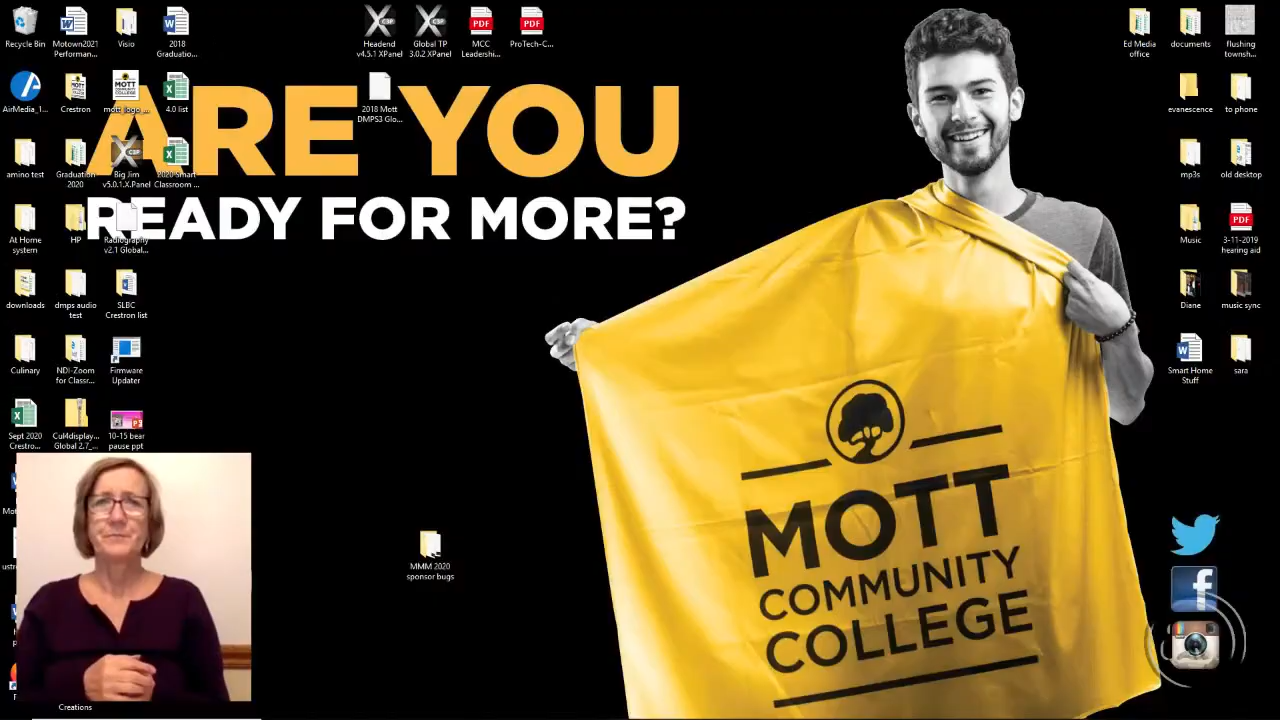 Recycle Bin
Motown2021
Performan...
Visio
2018
Graduatio...
Headend
v4.5.1 XPanel
Global TP
3.0.2 XPanel
MCC
Leadershi...
ProTech-C...
Ed Media
office
documents
flushing
townsh...
AirMedia_1...
Crestron
mott_logo_...
4.0 list
2018 Mott
DMPS3 Glo...
evanescence
to phone
ARE YOU
amino test
Graduation
2020
Big Jim
v5.0.1.X.Panel
2020 Smart
Classroom ...
mp3s
old desktop
READY FOR MORE?
At Home
system
HP
Radiography
v2.1 Global...
Music
3-11-2019
hearing aid
downloads
dmps audio
test
SLBC
Crestron list
Diane
music sync
Culinary
NDI-Zoom
for Classr...
Firmware
Updater
Smart Home
Stuff
sara
Sept 2020
Crestro...
Cul4display...
Global 2.7_...
10-15 bear
pause ppt
MMM 2020
sponsor bugs
MOTT
COMMUNITY
COLLEGE
Creations